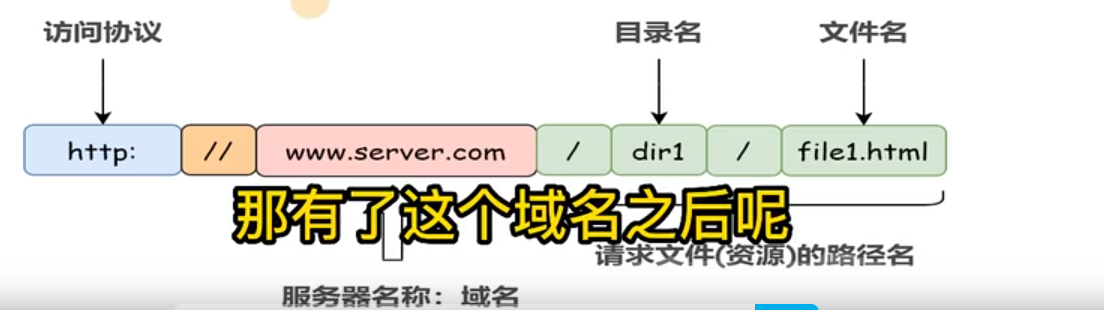 访问协议 目录名 文件名
http: // www.server.com / dir1 / file1.html
那有了这个域名之后呢
请求文件(资源)的路径名
服务器名称：域名